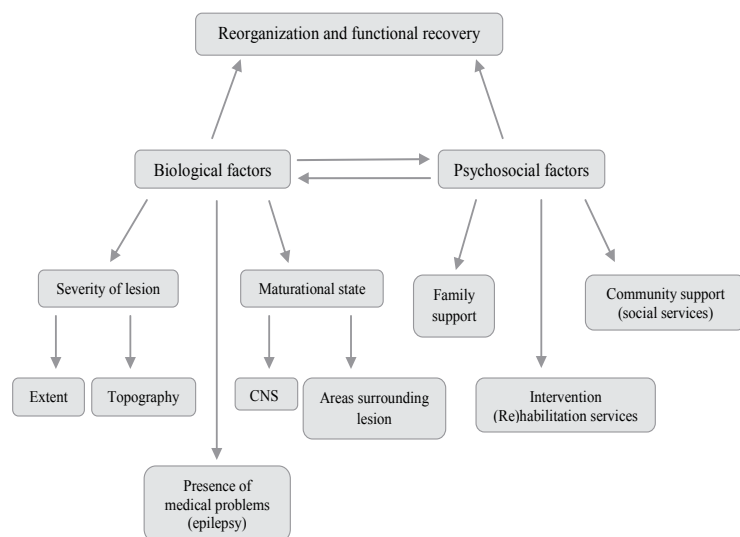 Reorganization and functional recovery
Biological factors
Psychosocial factors
Severity of lesion
Maturational state
Family
support
Community support
(social services)
Extent
Topography
CNS
Areas surrounding
lesion
Intervention
(Re)habilitation services
Presence of
medical problems
(epilepsy)